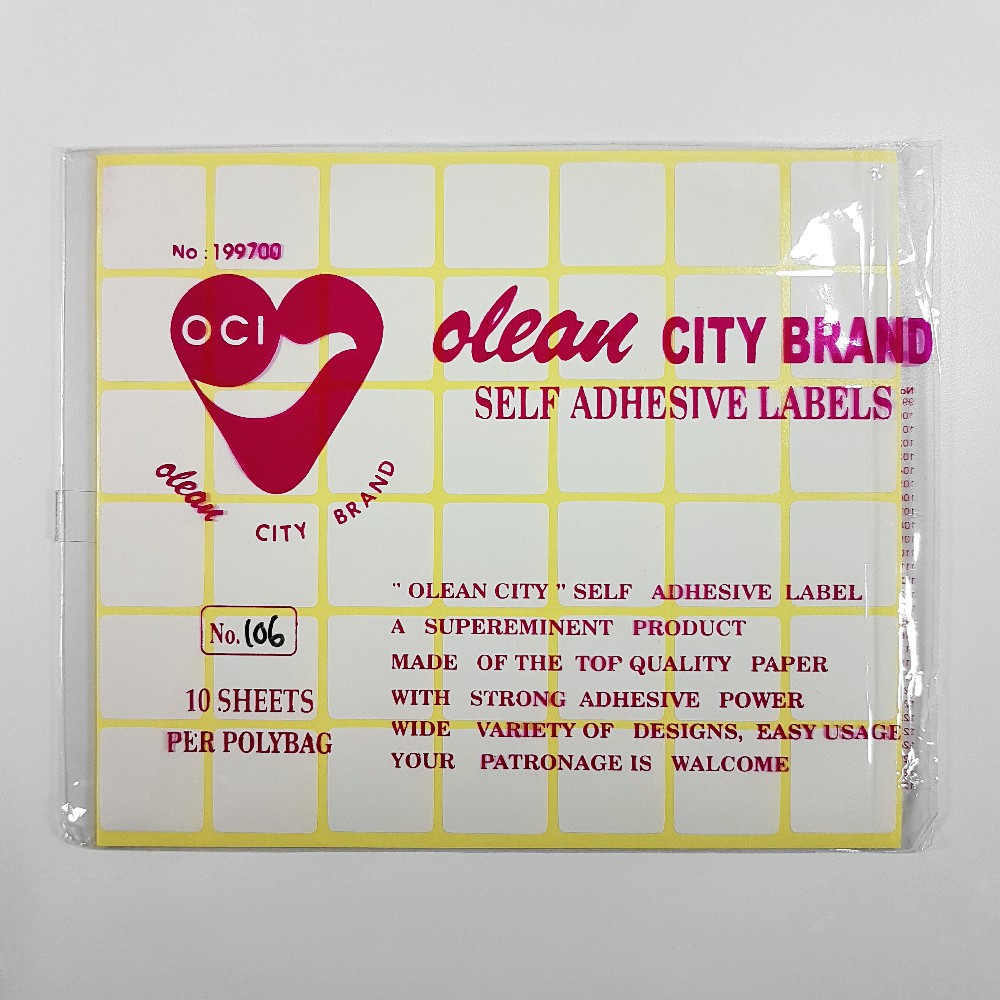 No : 199700
OCI
olean CITY BRAND
SELF ADHESIVE LABELS
olean CITY BRAND
" OLEAN CITY " SELF ADHESIVE LABEL
A SUPEREMINENT PRODUCT
MADE OF THE TOP QUALITY PAPER
WITH STRONG ADHESIVE POWER
WIDE VARIETY OF DESIGNS, EASY USAGE
YOUR PATRONAGE IS WALCOME
No. 106
10 SHEETS
PER POLYBAG